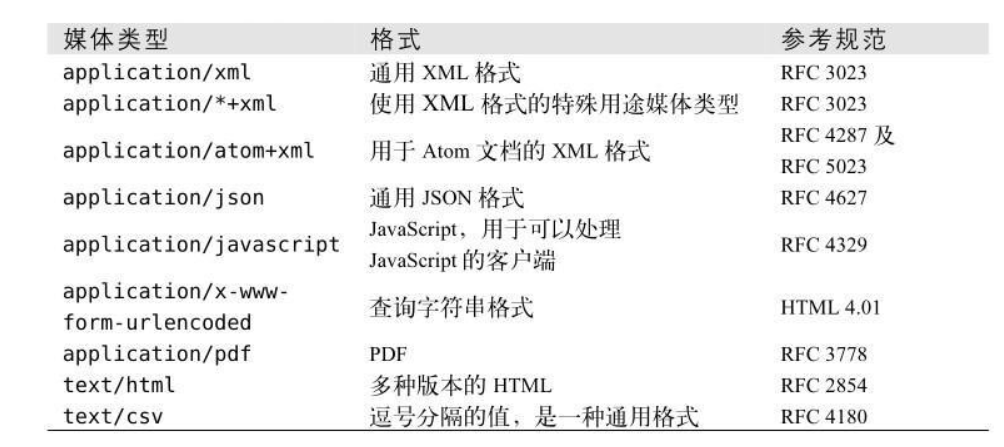 媒体类型 格式 参考规范
application/xml 通用 XML 格式 RFC 3023
application/*+xml 使用 XML 格式的特殊用途媒体类型 RFC 3023
application/atom+xml 用于 Atom 文档的 XML 格式 RFC 4287 及
RFC 5023
application/json 通用 JSON 格式 RFC 4627
application/javascript JavaScript，用于可以处理
JavaScript 的客户端 RFC 4329
application/x-www-
form-urlencoded 查询字符串格式 HTML 4.01
application/pdf PDF RFC 3778
text/html 多种版本的 HTML RFC 2854
text/csv 逗号分隔的值，是一种通用格式 RFC 4180